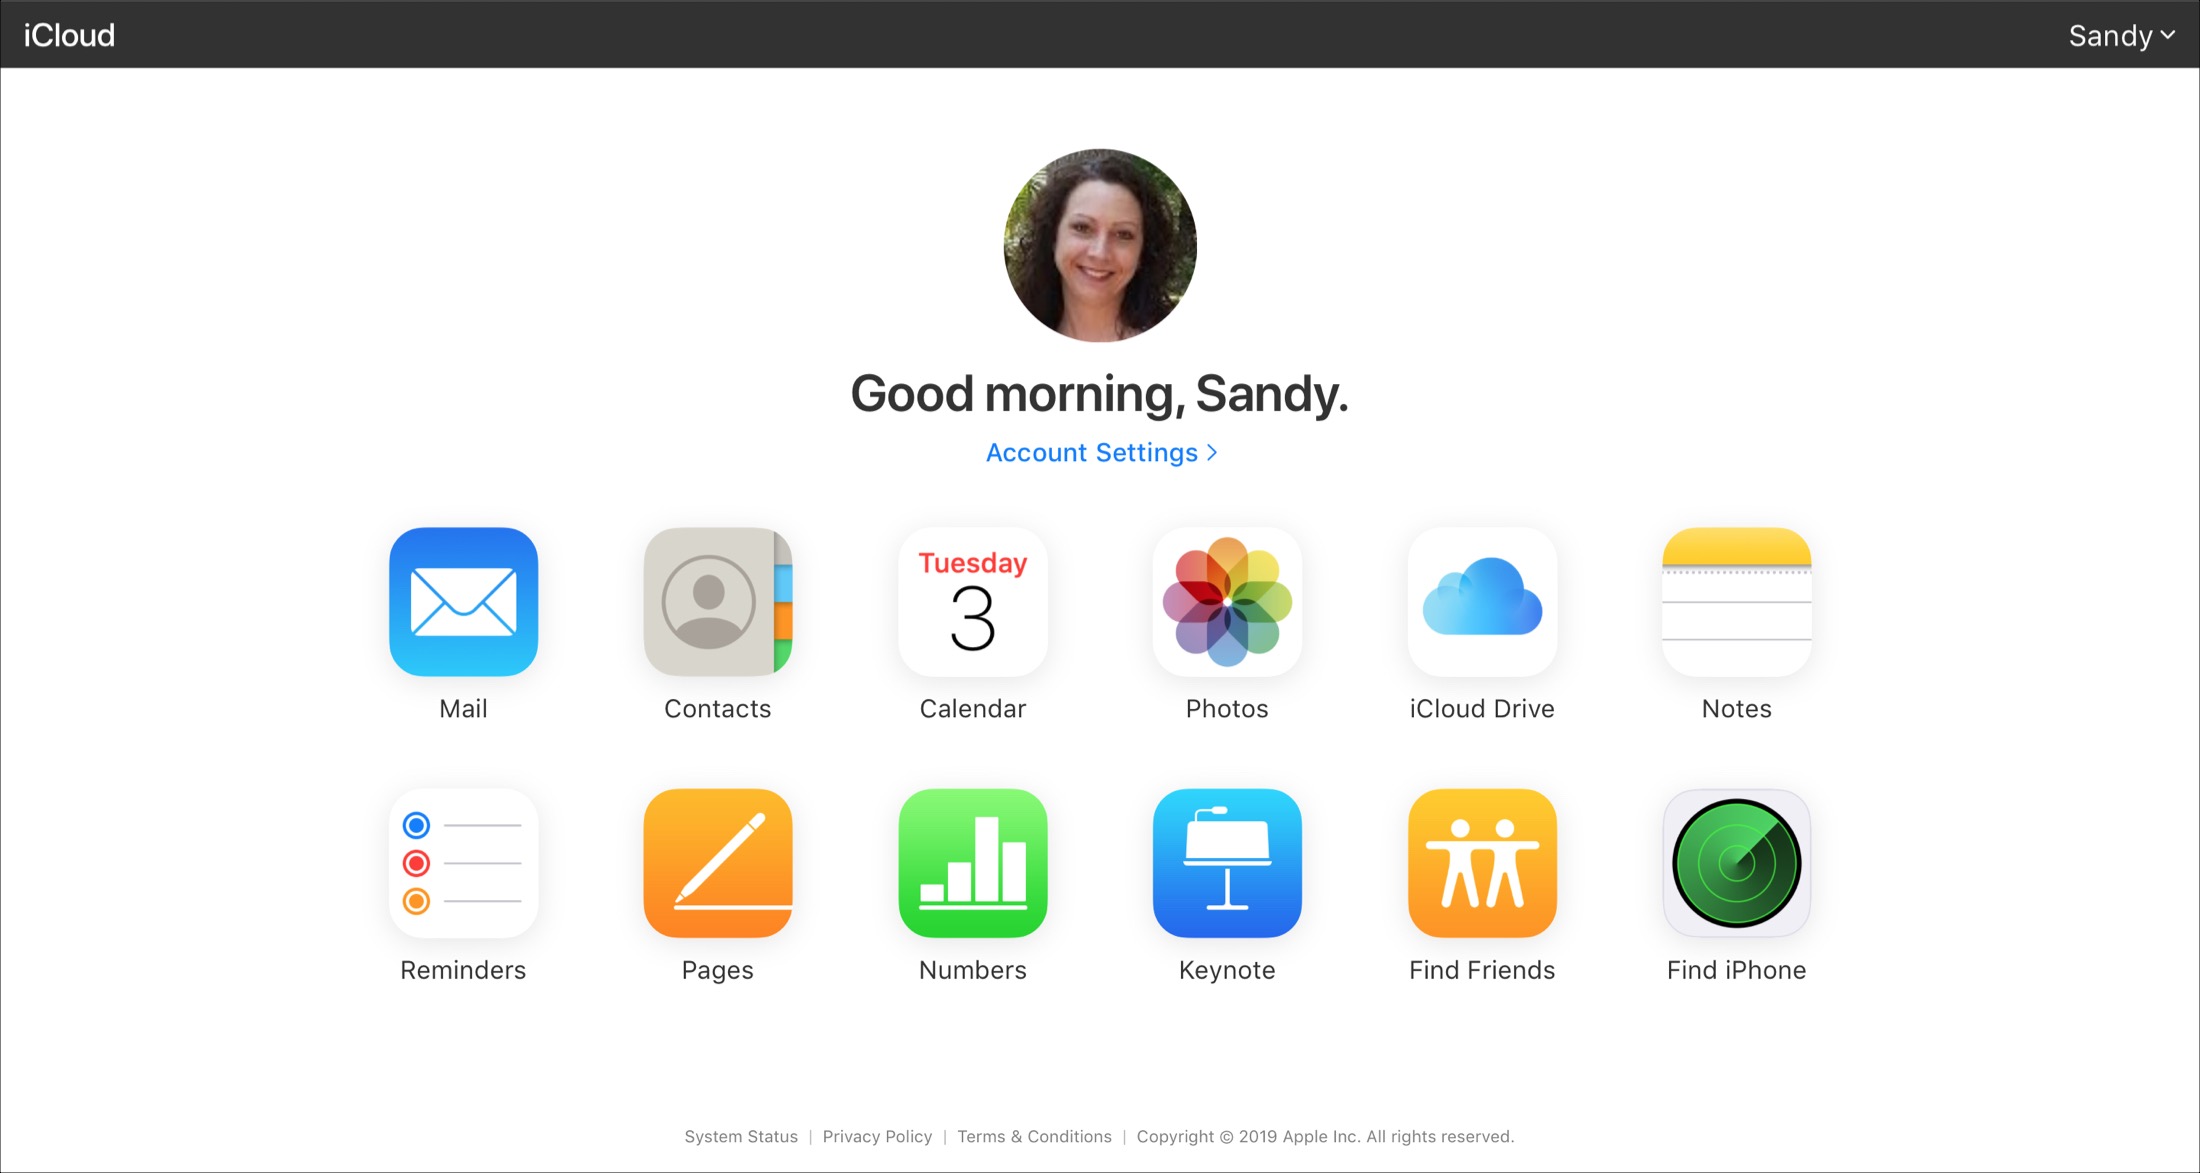 iCloud
Sandy
Good morning, Sandy.
Account Settings >
Tuesday
3
Mail
Contacts
Calendar
Photos
iCloud Drive
Notes
Reminders
Pages
Numbers
Keynote
Find Friends
Find iPhone
System Status | Privacy Policy | Terms & Conditions | Copyright © 2019 Apple Inc. All rights reserved.